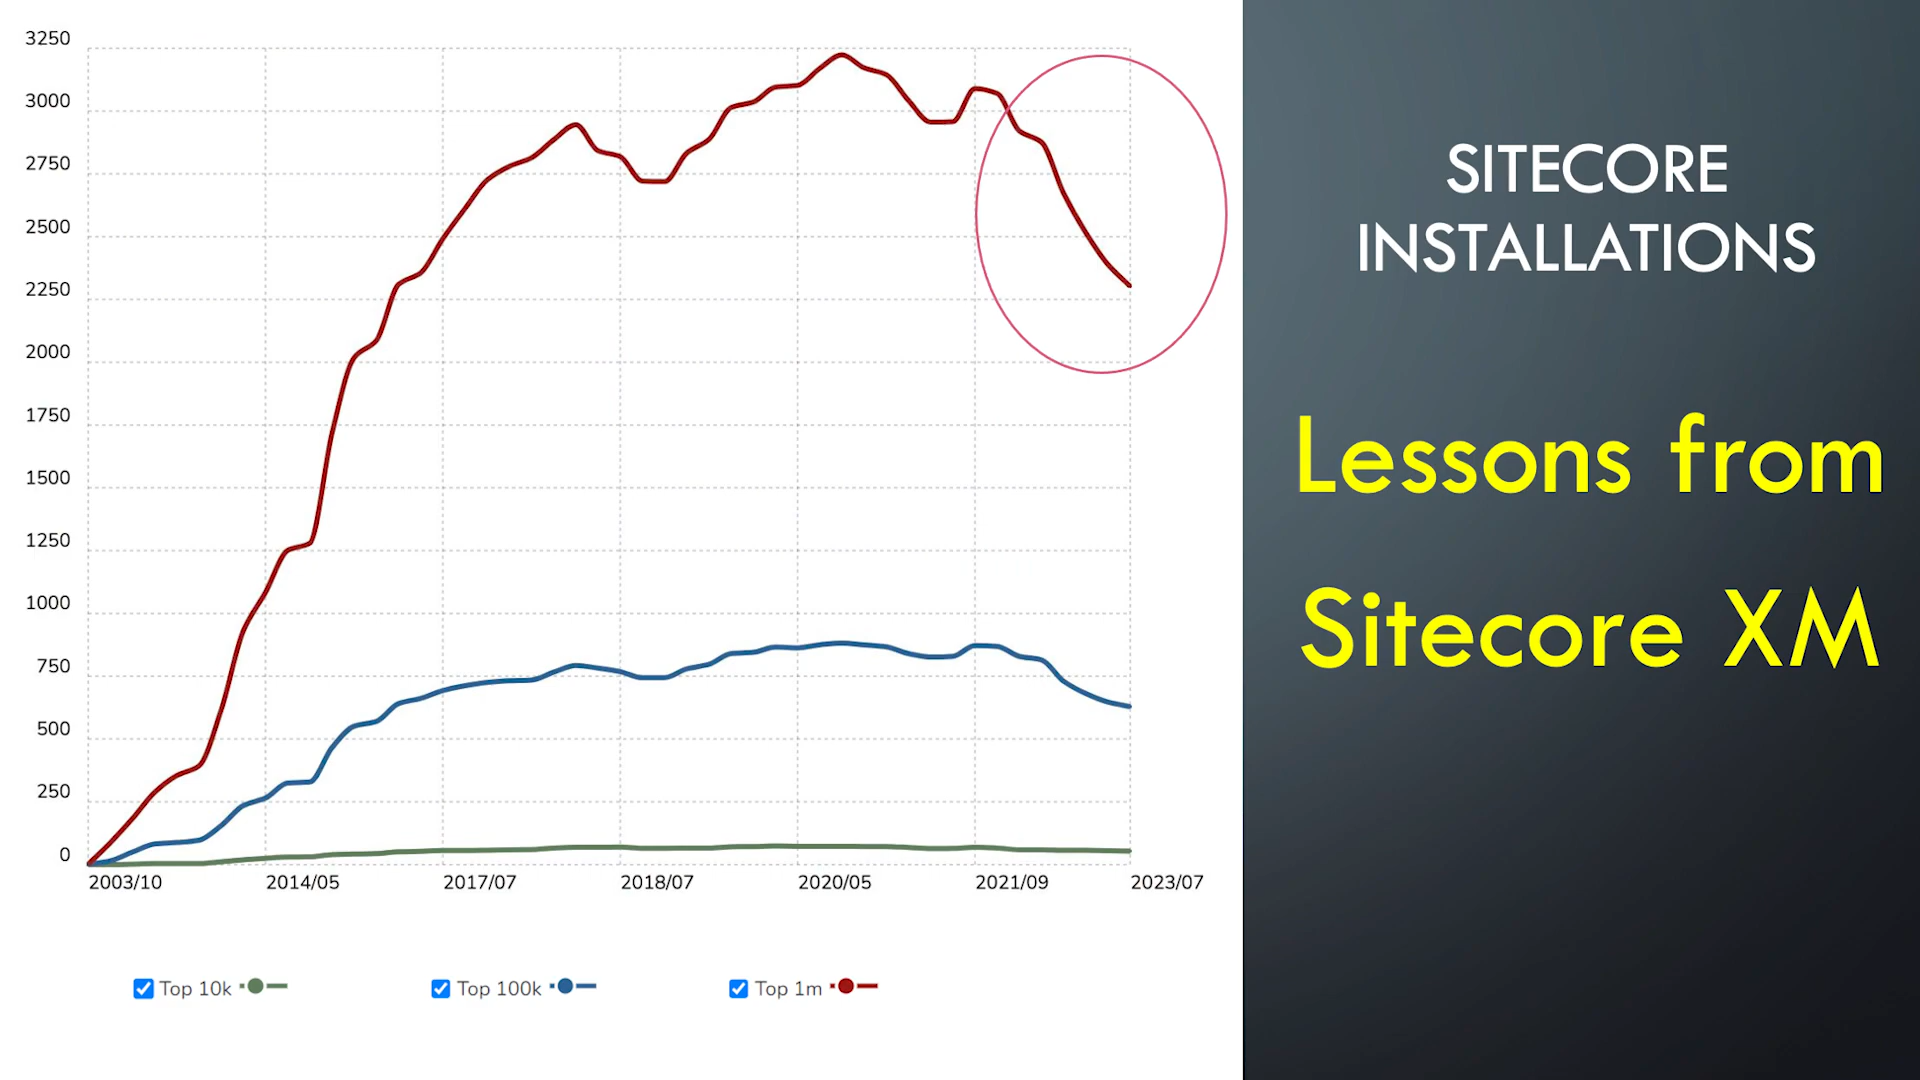 3250
3000
2750
2500
2250
2000
1750
1500
1250
1000
750
500
250
0
2003/10 2014/05 2017/07 2018/07 2020/05 2021/09 2023/07
Top 10k Top 100k Top 1m
SITECORE
INSTALLATIONS
Lessons from
Sitecore XM